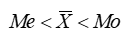 Me < X̅ < Mo